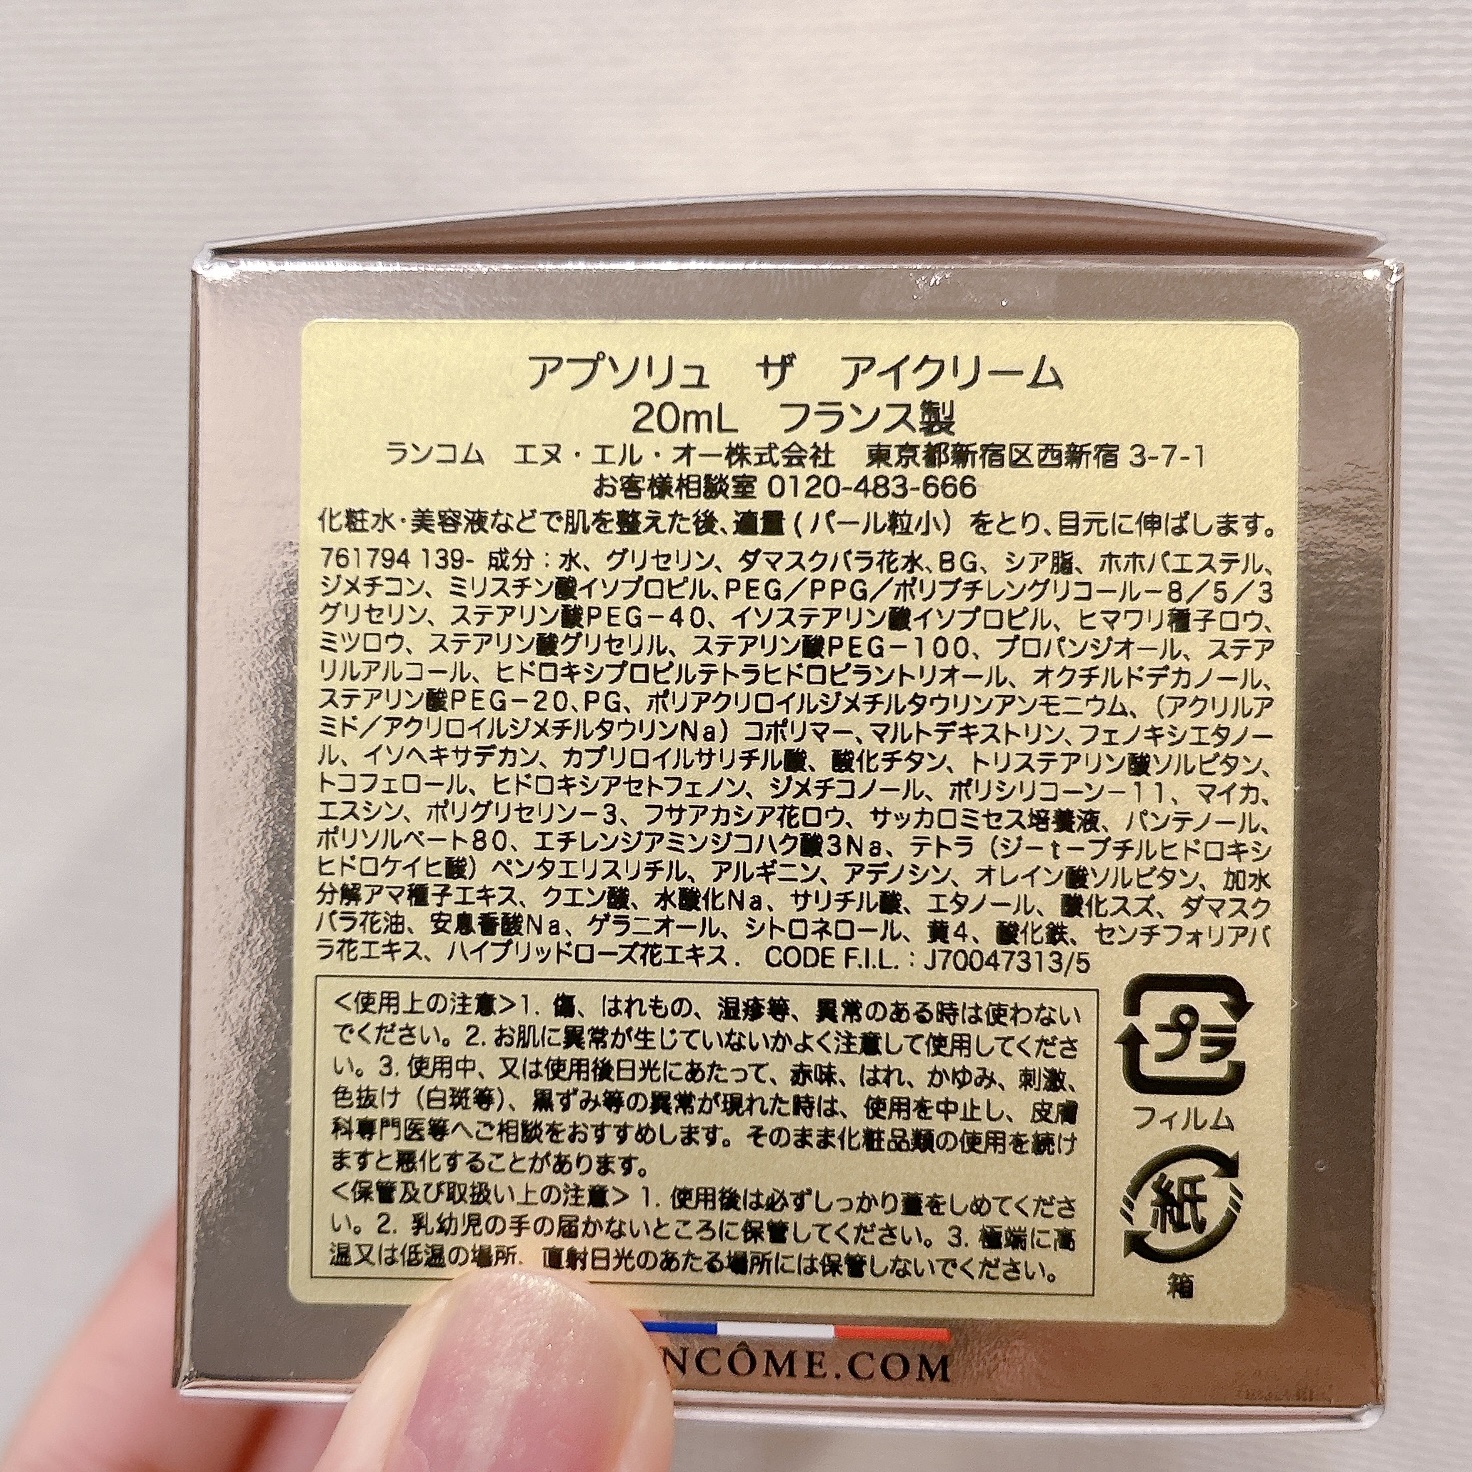 アプソリュ　ザ　アイクリーム
20mL　フランス製
ランコム　エヌ・エル・オー株式会社　東京都新宿区西新宿 3-7-1
お客様相談室 0120-483-666
化粧水・美容液などで肌を整えた後、適量 ( パール粒小）をとり、目元に伸ばします。
761794 139- 成分：水、グリセリン、ダマスクバラ花水、BG、シア脂、ホホバエステル、
ジメチコン、ミリスチン酸イソプロピル、PEG／PPG／ポリブチレングリコール－8／5／3
グリセリン、ステアリン酸PEG－40、イソステアリン酸イソプロピル、ヒマワリ種子ロウ、
ミツロウ、ステアリン酸グリセリル、ステアリン酸PEG－100、プロパンジオール、ステア
リルアルコール、ヒドロキシプロピルテトラヒドロピラントリオール、オクチルドデカノール、
ステアリン酸PEG－20、PG、ポリアクリロイルジメチルタウリンアンモニウム、（アクリルア
ミド／アクリロイルジメチルタウリンNa）コポリマー、マルトデキストリン、フェノキシエタノー
ル、イソヘキサデカン、カプリロイルサリチル酸、酸化チタン、トリステアリン酸ソルビタン、
トコフェロール、ヒドロキシアセトフェノン、ジメチコノール、ポリシリコーン－11、マイカ、
エスシン、ポリグリセリン－3、フサアカシア花ロウ、サッカロミセス培養液、パンテノール、
ポリソルベート80、エチレンジアミンジコハク酸3Na、テトラ（ジーtーブチルヒドロキシ
ヒドロケイヒ酸）ペンタエリスリチル、アルギニン、アデノシン、オレイン酸ソルビタン、加水
分解アマ種子エキス、クエン酸、水酸化Na、サリチル酸、エタノール、酸化スズ、ダマスク
バラ花油、安息香酸Na、ゲラニオール、シトロネロール、黄4、酸化鉄、センチフォリアバ
ラ花エキス、ハイブリッドローズ花エキス． CODE F.I.L. : J70047313/5
＜使用上の注意＞1. 傷、はれもの、湿疹等、異常のある時は使わない
でください。2. お肌に異常が生じていないかよく注意して使用してくださ
い。3. 使用中、又は使用後日光にあたって、赤味、はれ、かゆみ、刺激、
色抜け（白斑等）、黒ずみ等の異常が現れた時は、使用を中止し、皮膚
科専門医等へご相談をおすすめします。そのまま化粧品類の使用を続け
ますと悪化することがあります。
＜保管及び取扱い上の注意＞ 1. 使用後は必ずしっかり蓋をしめてくださ
い。2. 乳幼児の手の届かないところに保管してください。3. 極端に高
温又は低温の場所、直射日光のあたる場所には保管しないでください。
プラ
フィルム
紙
箱
NCÔME.COM